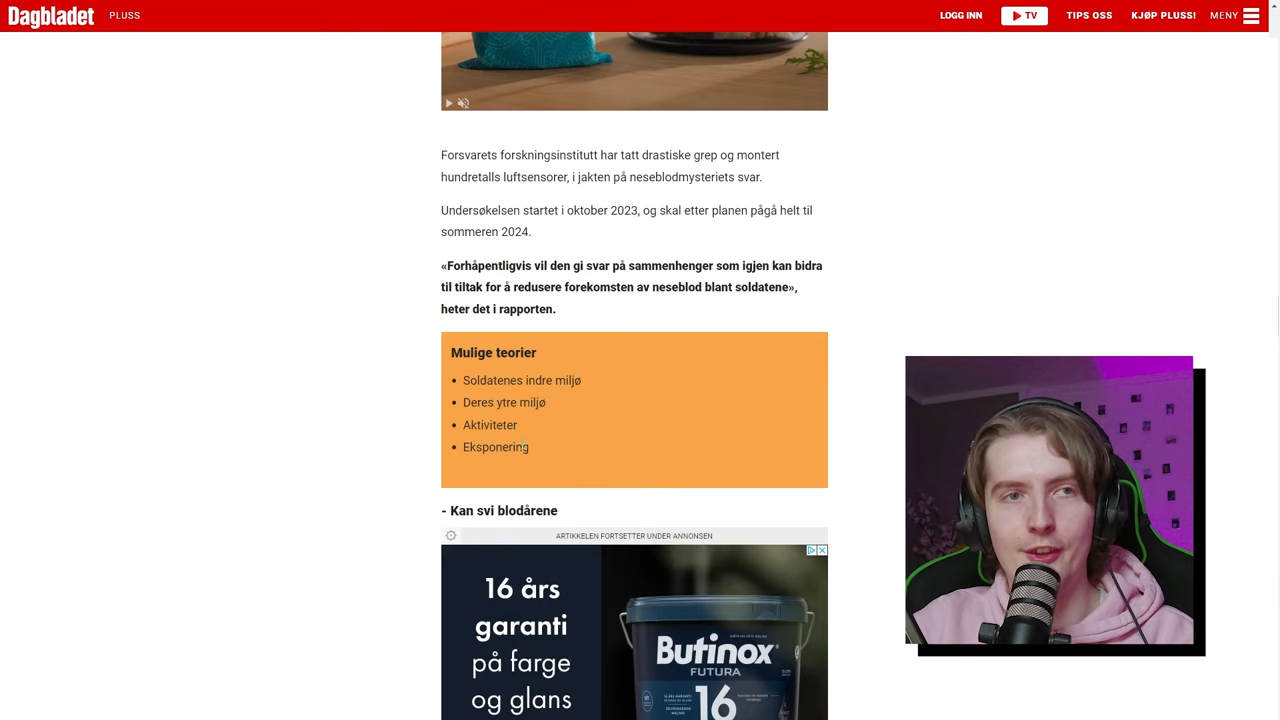 Dagbladet
PLUSS
LOGG INN
TV
TIPS OSS
KJØP PLUSS!
MENY
Forsvarets forskningsinstitutt har tatt drastiske grep og montert
hundretalls luftsensorer, i jakten på neseblodmysteriets svar.
Undersøkelsen startet i oktober 2023, og skal etter planen pågå helt til
sommeren 2024.
«Forhåpentligvis vil den gi svar på sammenhenger som igjen kan bidra
til tiltak for å redusere forekomsten av neseblod blant soldatene»,
heter det i rapporten.
Mulige teorier
• Soldatenes indre miljø
• Deres ytre miljø
• Aktiviteter
• Eksponering
- Kan svi blodårene
ARTIKKELEN FORTSETTER UNDER ANNONSEN
16 års
garanti
på farge
og glans
Butinox
FUTURA
16